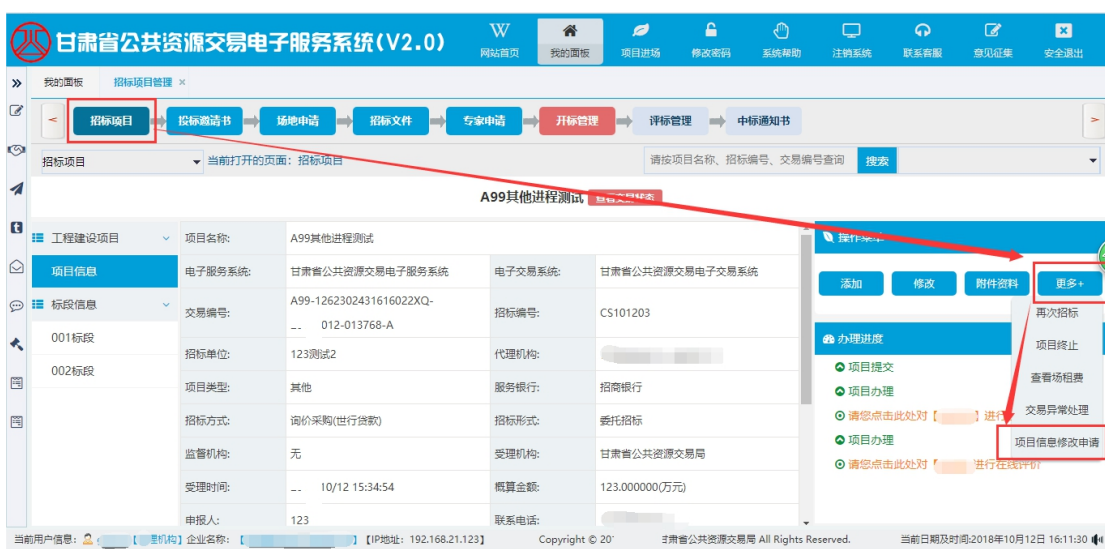 甘肃省公共资源交易电子服务系统(V2.0)
网站首页 我的面板 项目进场 修改密码 系统帮助 注销系统 联系客服 意见征集 安全退出
我的面板 招标项目管理 ×
< 招标项目 投标邀请书 场地申请 招标文件 专家申请 开标管理 评标管理 中标通知书 >
招标项目 当前打开的页面：招标项目 请按项目名称、招标编号、交易编号查询 搜索
A99其他进程测试 查看交易状态
工程建设项目 项目名称: A99其他进程测试 操作菜单
项目信息 电子服务系统: 甘肃省公共资源交易电子服务系统 电子交易系统: 甘肃省公共资源交易电子交易系统
添加 修改 附件资料 更多+
标段信息 交易编号: A99-1262302431616022XQ-
012-013768-A 招标编号: CS101203
再次招标
001标段
招标单位: 123测试2 代理机构:
办理进度 项目终止
002标段
项目提交 查看场租费
项目类型: 其他 服务银行: 招商银行
项目办理
招标方式: 询价采购(世行贷款) 招标形式: 委托招标
请您点击此处对【 】进行 交易异常处理
监督机构: 无 受理机构: 甘肃省公共资源交易局
项目办理 项目信息修改申请
请您点击此处对【 进行在线评价
受理时间: 10/12 15:34:54 概算金额: 123.000000(万元)
申报人: 123 联系电话:
当前用户信息: 【 理机构】 企业名称: 【 】 【IP地址: 192.168.21.123】 Copyright © 20 甘肃省公共资源交易局 All Rights Reserved. 当前日期及时间:2018年10月12日 16:11:30